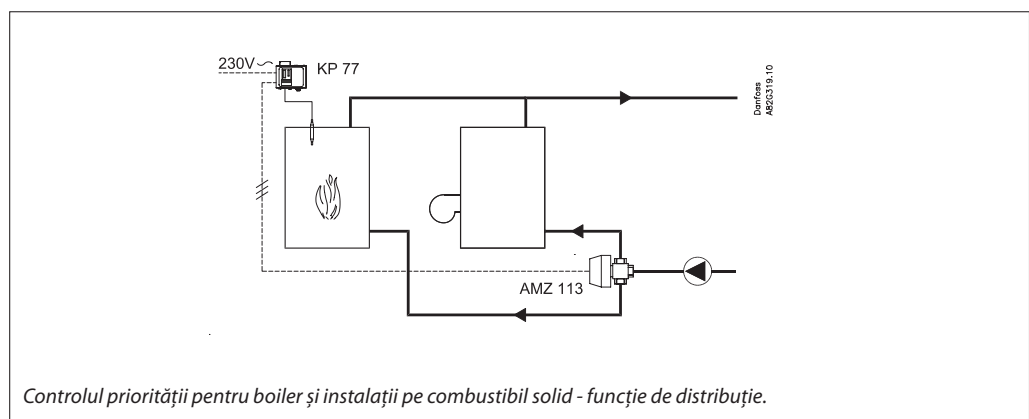 230V~
KP 77
Danfoss
A82G319.10
AMZ 113
Controlul priorității pentru boiler și instalații pe combustibil solid - funcție de distribuție.